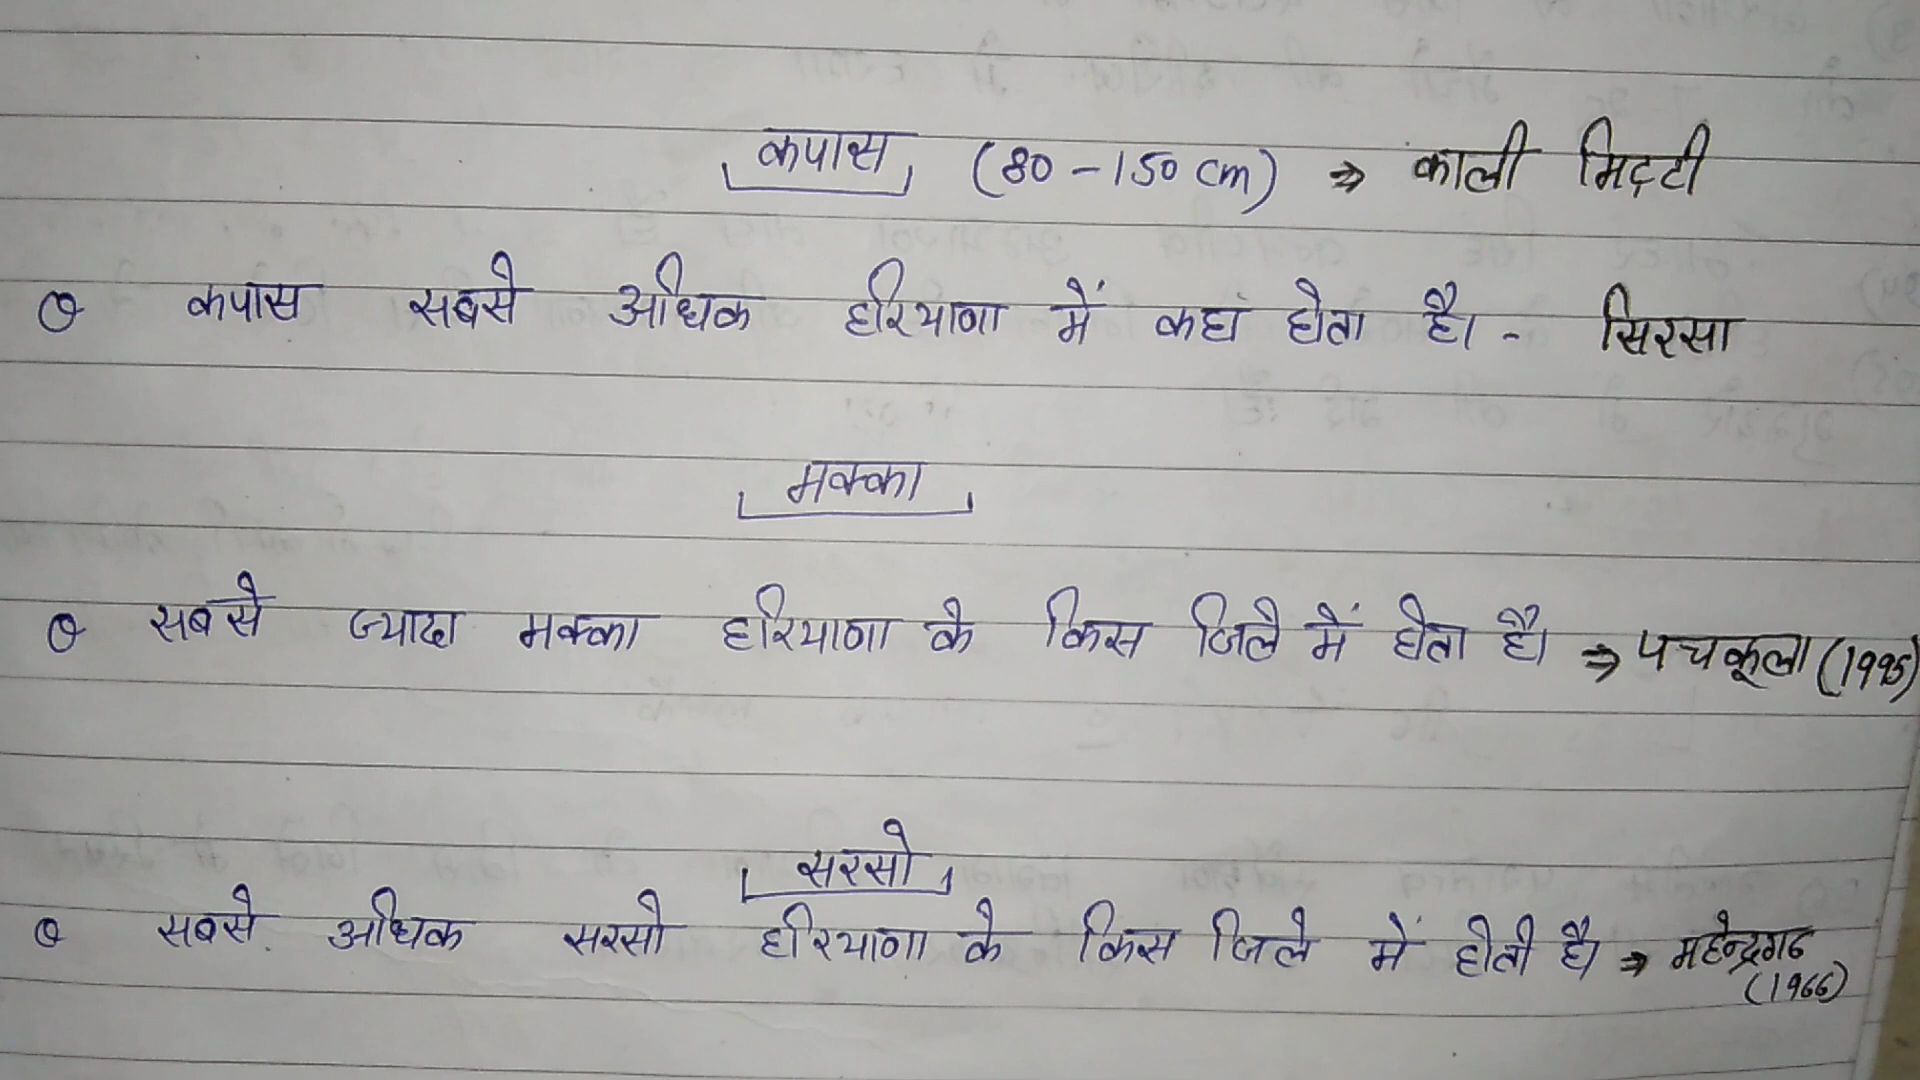 कपास (80 - 150 cm) ⇒ काली मिट्टी
Q कपास सबसे अधिक हरियाणा में कहां होता है। - सिरसा
मक्का
Q सबसे ज्यादा मक्का हरियाणा के किस जिले में होता है। ⇒ पचकूला (1995)
सरसो
Q सबसे अधिक सरसो हरियाणा के किस जिले में होती है। ⇒ महेन्द्रगढ
(1966)